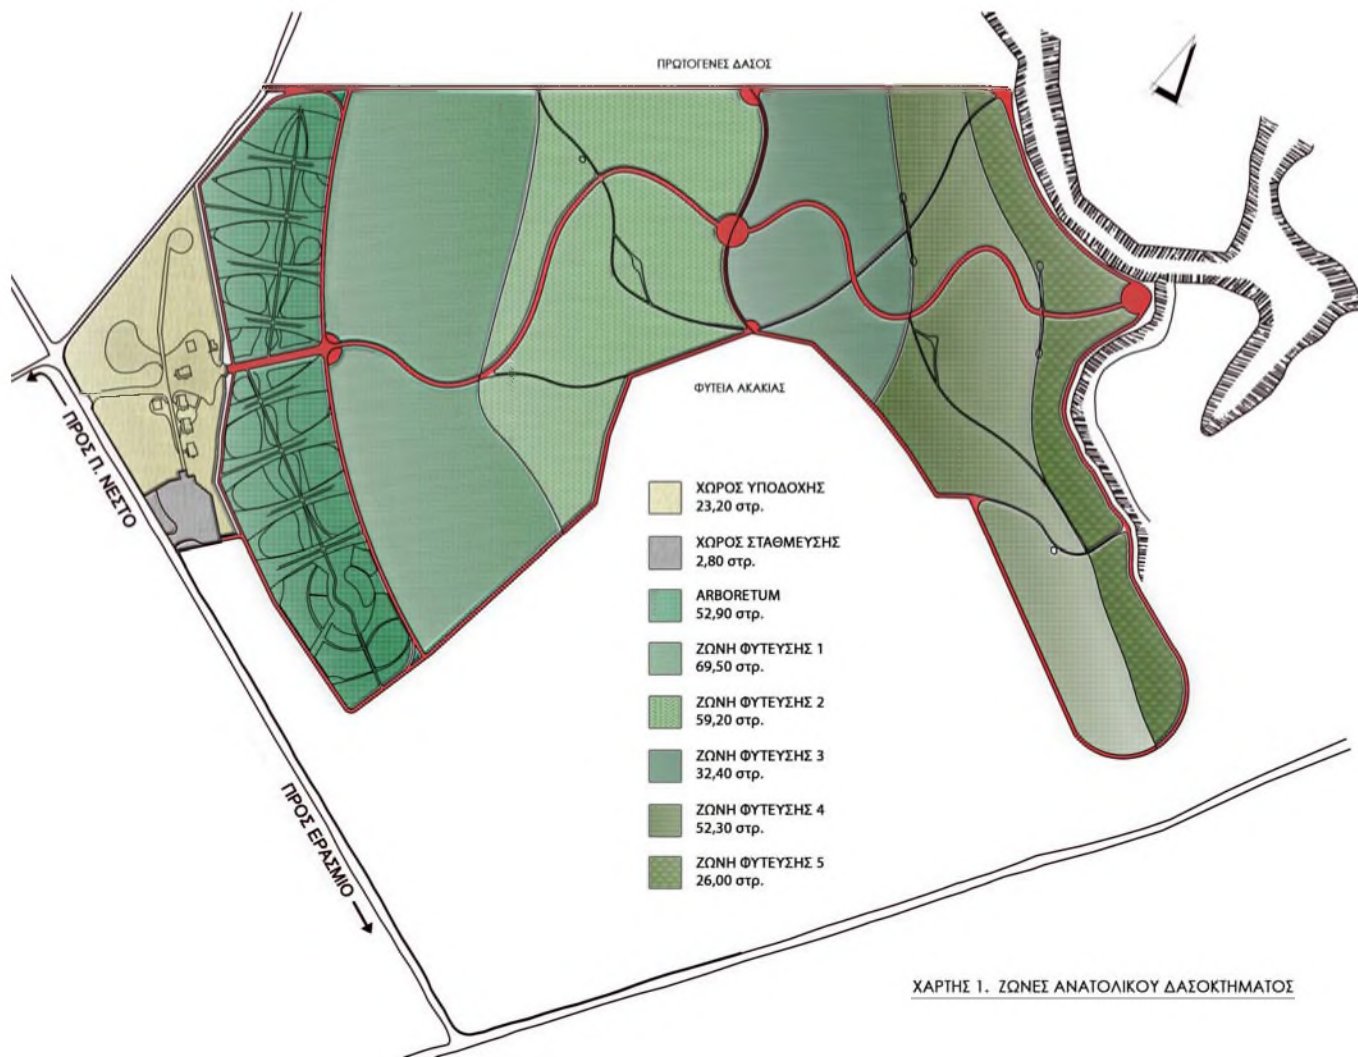 ΠΡΩΤΟΓΕΝΕΣ ΔΑΣΟΣ
ΦΥΤΕΙΑ ΑΚΑΚΙΑΣ
ΠΡΟΣ Π. ΝΕΣΤΟ
ΠΡΟΣ ΕΡΑΣΜΙΟ
ΧΩΡΟΣ ΥΠΟΔΟΧΗΣ
23,20 στρ.
ΧΩΡΟΣ ΣΤΑΘΜΕΥΣΗΣ
2,80 στρ.
ARBORETUM
52,90 στρ.
ΖΩΝΗ ΦΥΤΕΥΣΗΣ 1
69,50 στρ.
ΖΩΝΗ ΦΥΤΕΥΣΗΣ 2
59,20 στρ.
ΖΩΝΗ ΦΥΤΕΥΣΗΣ 3
32,40 στρ.
ΖΩΝΗ ΦΥΤΕΥΣΗΣ 4
52,30 στρ.
ΖΩΝΗ ΦΥΤΕΥΣΗΣ 5
26,00 στρ.
ΧΑΡΤΗΣ 1. ΖΩΝΕΣ ΑΝΑΤΟΛΙΚΟΥ ΔΑΣΟΚΤΗΜΑΤΟΣ